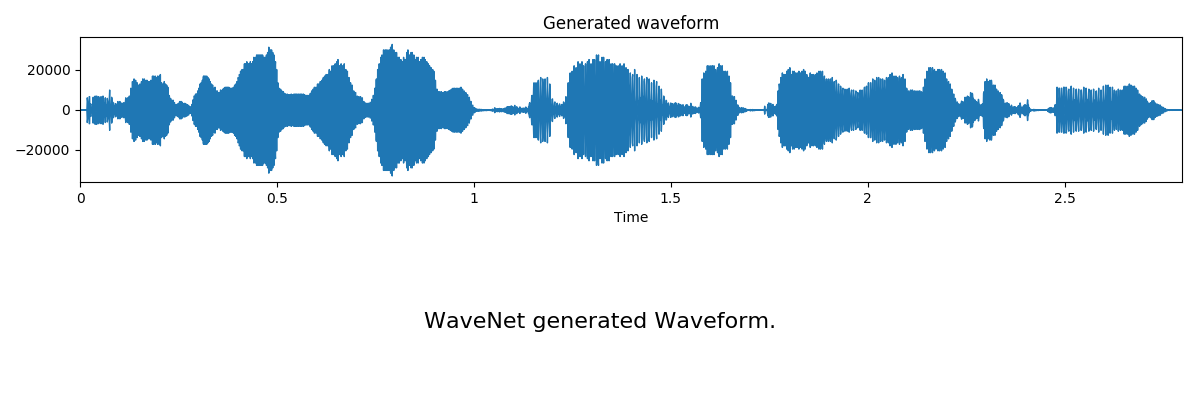 Generated waveform
20000
0
−20000
0 0.5 1 1.5 2 2.5
Time
WaveNet generated Waveform.